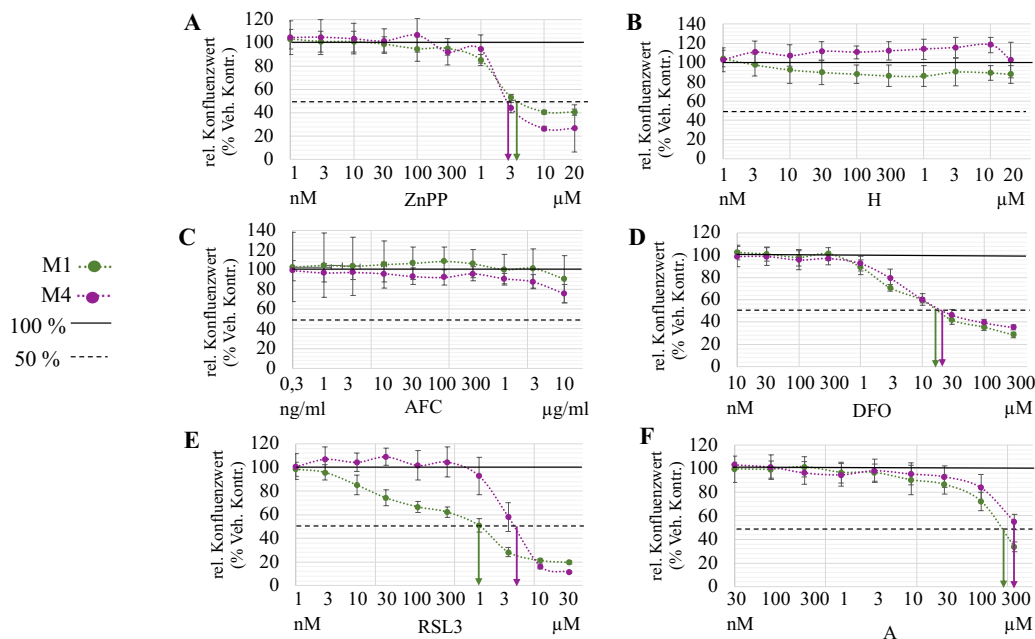 A
rel. Konfluenzwert
(% Veh. Kontr.)
120
100
80
60
40
20
0
1 3 10 30 100 300 1 3 10 20
nM ZnPP µM
B
rel. Konfluenzwert
(% Veh. Kontr.)
140
120
100
80
60
40
20
0
1 3 10 30 100 300 1 3 10 20
nM H µM
M1
M4
100 %
50 %
C
rel. Konfluenzwert
(% Veh. Kontr.)
140
120
100
80
60
40
20
0
0,3 1 3 10 30 100 300 1 3 10
ng/ml AFC µg/ml
D
rel. Konfluenzwert
(% Veh. Kontr.)
120
100
80
60
40
20
0
10 30 100 300 1 3 10 30 100 300
nM DFO µM
E
rel. Konfluenzwert
(% Veh. Kontr.)
120
100
80
60
40
20
0
1 3 10 30 100 300 1 3 10 30
nM RSL3 µM
F
rel. Konfluenzwert
(% Veh. Kontr.)
120
100
80
60
40
20
0
30 100 300 1 3 10 30 100 300
nM A µM